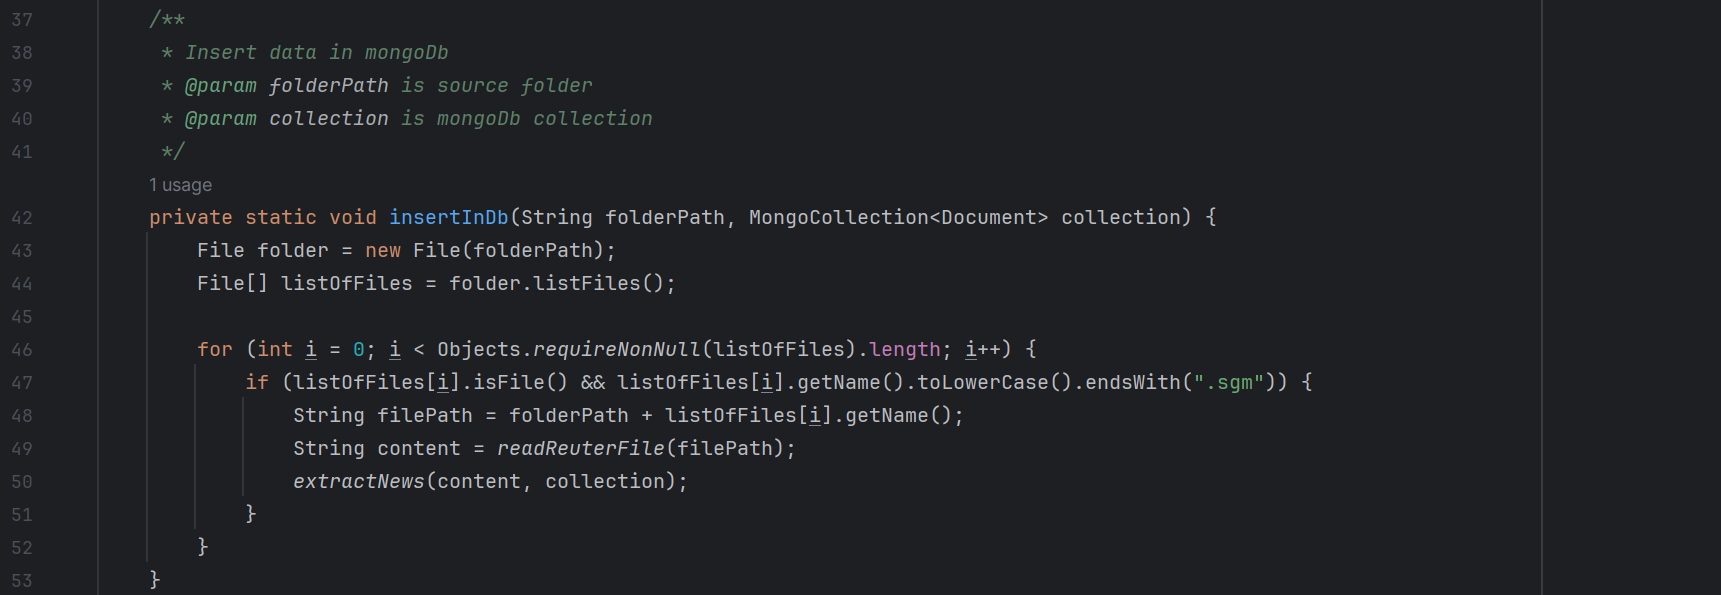 37 /**
38 * Insert data in mongoDb
39 * @param folderPath is source folder
40 * @param collection is mongoDb collection
41 */
1 usage
42 private static void insertInDb(String folderPath, MongoCollection<Document> collection) {
43 File folder = new File(folderPath);
44 File[] listOfFiles = folder.listFiles();
45
46 for (int i = 0; i < Objects.requireNonNull(listOfFiles).length; i++) {
47 if (listOfFiles[i].isFile() && listOfFiles[i].getName().toLowerCase().endsWith(".sgm")) {
48 String filePath = folderPath + listOfFiles[i].getName();
49 String content = readReuterFile(filePath);
50 extractNews(content, collection);
51 }
52 }
53 }